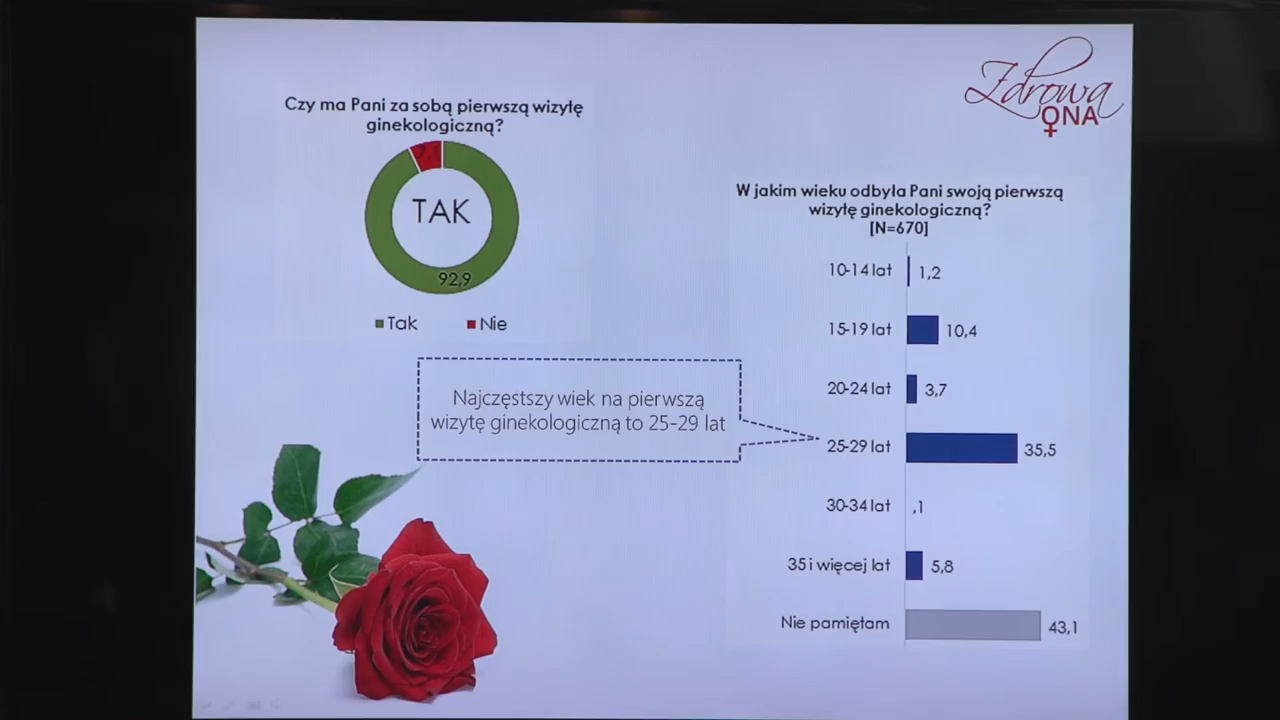 Zdrowa
ONA
Czy ma Pani za sobą pierwszą wizytę
ginekologiczną?
7,1
TAK
92,9
Tak
Nie
W jakim wieku odbyła Pani swoją pierwszą
wizytę ginekologiczną?
[N=670]
10-14 lat 1,2
15-19 lat 10,4
20-24 lat 3,7
25-29 lat 35,5
30-34 lat ,1
35 i więcej lat 5,8
Nie pamiętam 43,1
Najczęstszy wiek na pierwszą
wizytę ginekologiczną to 25-29 lat